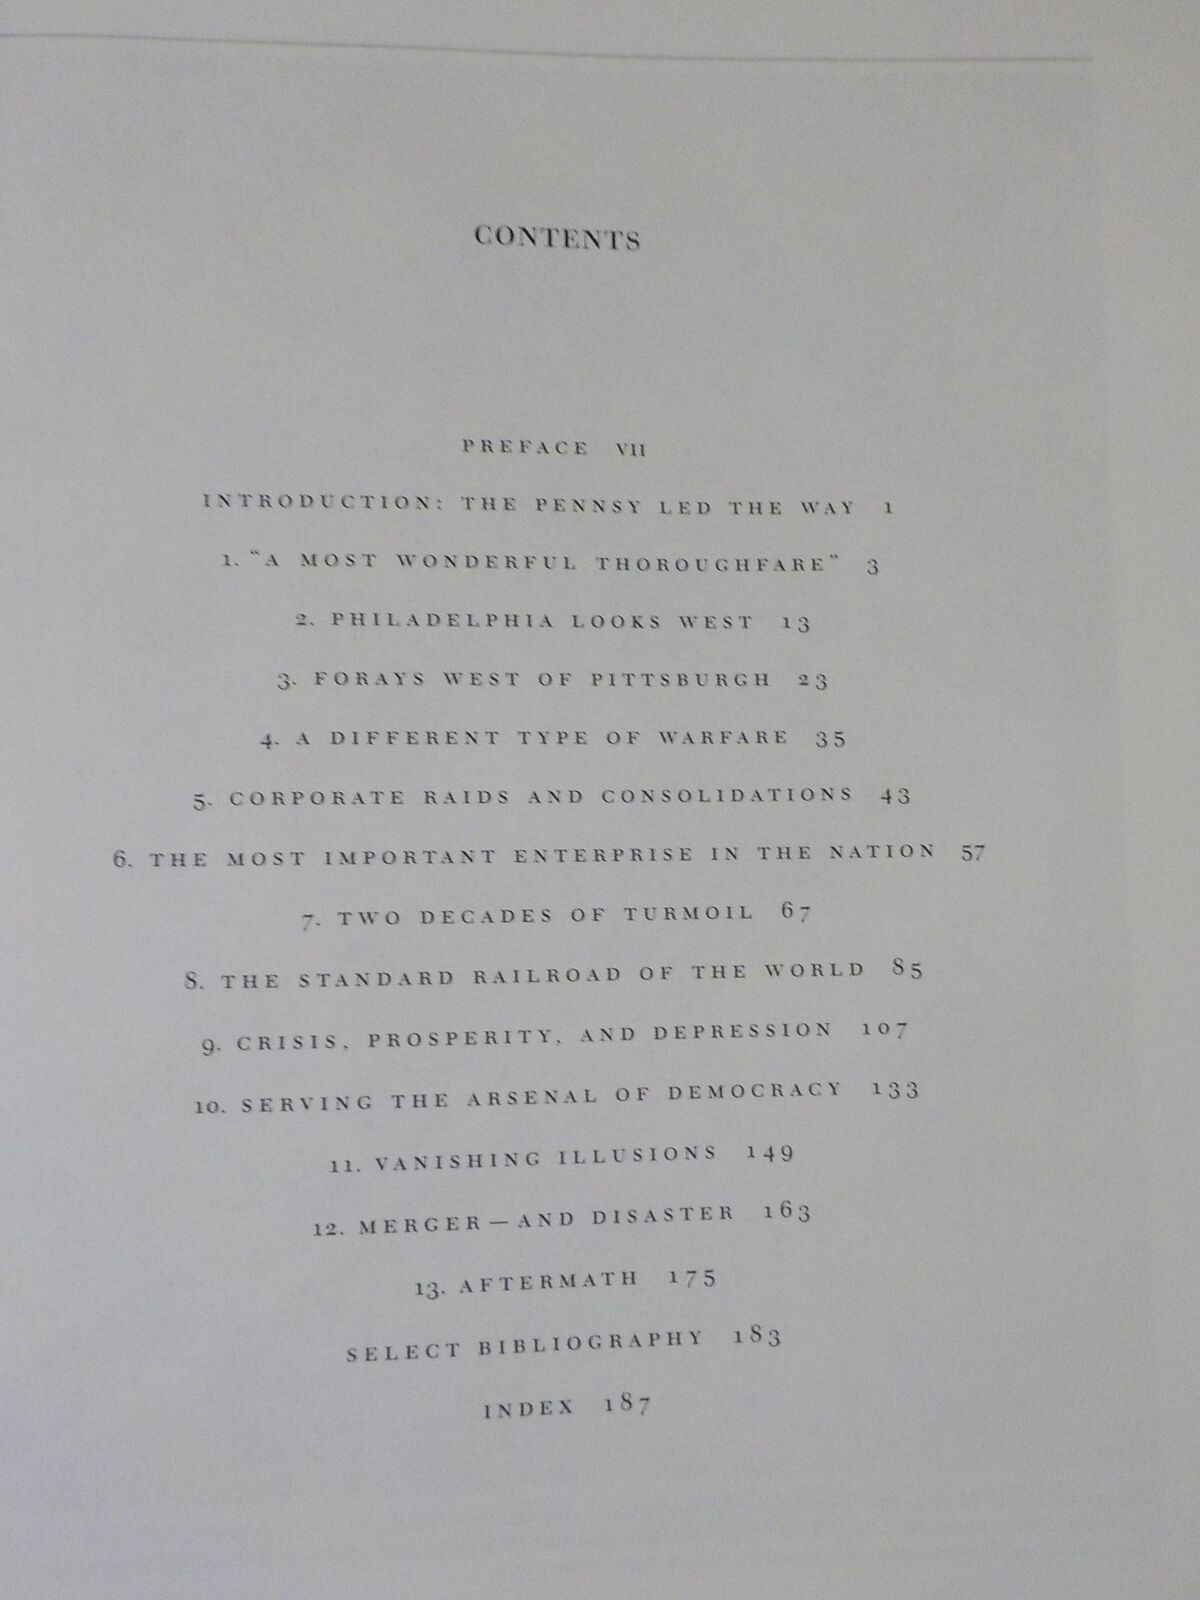 CONTENTS
PREFACE VII
INTRODUCTION: THE PENNSY LED THE WAY 1
1. “A MOST WONDERFUL THOROUGHFARE” 3
2. PHILADELPHIA LOOKS WEST 13
3. FORAYS WEST OF PITTSBURGH 23
4. A DIFFERENT TYPE OF WARFARE 35
5. CORPORATE RAIDS AND CONSOLIDATIONS 43
6. THE MOST IMPORTANT ENTERPRISE IN THE NATION 57
7. TWO DECADES OF TURMOIL 67
8. THE STANDARD RAILROAD OF THE WORLD 85
9. CRISIS, PROSPERITY, AND DEPRESSION 107
10. SERVING THE ARSENAL OF DEMOCRACY 133
11. VANISHING ILLUSIONS 149
12. MERGER—AND DISASTER 163
13. AFTERMATH 175
SELECT BIBLIOGRAPHY 183
INDEX 187